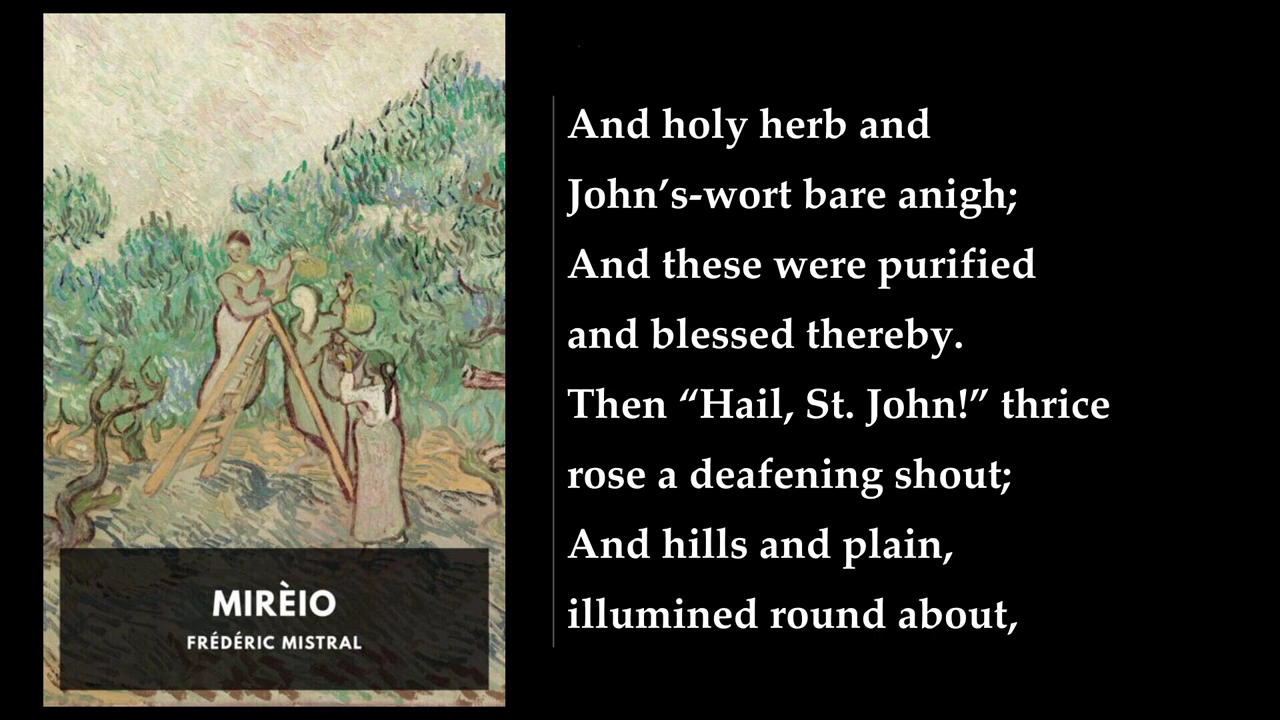 MIRÈIO
FRÉDÉRIC MISTRAL
And holy herb and
John’s-wort bare anigh;
And these were purified
and blessed thereby.
Then “Hail, St. John!” thrice
rose a deafening shout;
And hills and plain,
illumined round about,